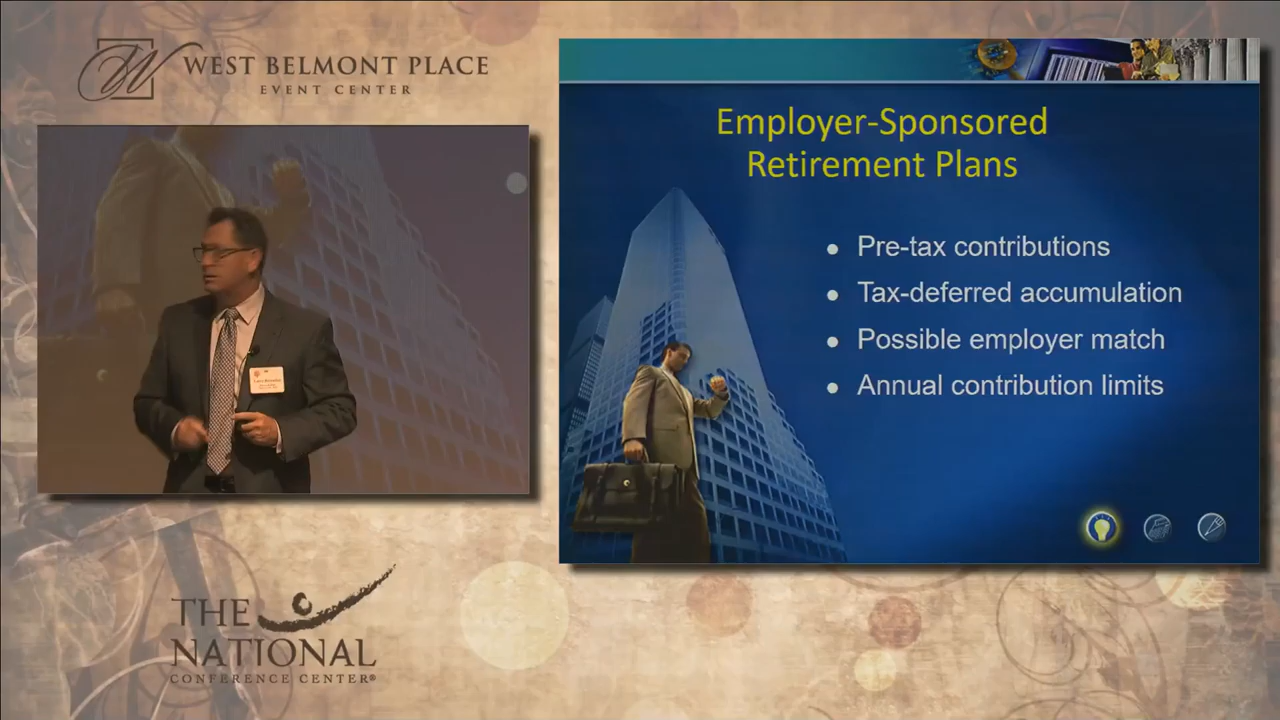 WEST BELMONT PLACE
EVENT CENTER
Employer-Sponsored
Retirement Plans
Pre-tax contributions
Tax-deferred accumulation
Possible employer match
Annual contribution limits
THE
NATIONAL
CONFERENCE CENTER®